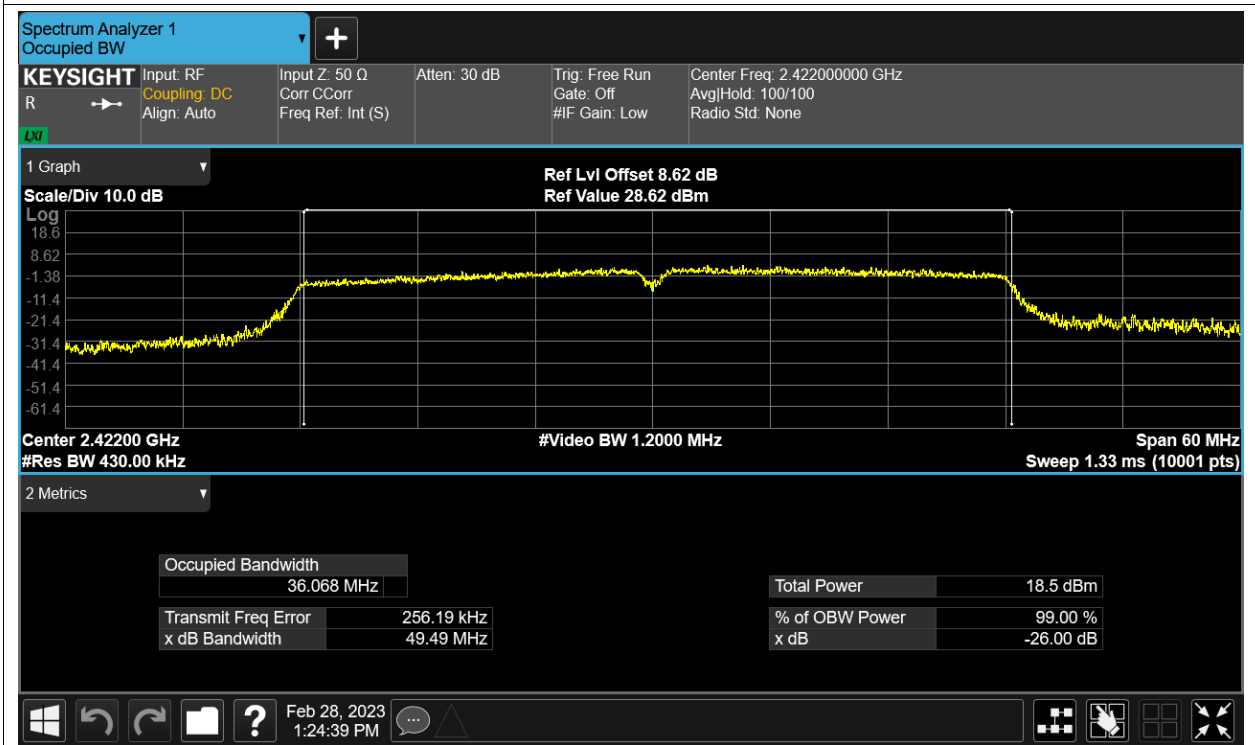 Spectrum Analyzer 1
Occupied BW
KEYSIGHT
R
LXI
Input: RF
Coupling: DC
Align: Auto
Input Z: 50 Ω
Corr CCorr
Freq Ref: Int (S)
Atten: 30 dB
Trig: Free Run
Gate: Off
#IF Gain: Low
Center Freq: 2.422000000 GHz
Avg|Hold: 100/100
Radio Std: None
1 Graph
Scale/Div 10.0 dB
Ref Lvl Offset 8.62 dB
Ref Value 28.62 dBm
Log
18.6
8.62
-1.38
-11.4
-21.4
-31.4
-41.4
-51.4
-61.4
Center 2.42200 GHz
#Video BW 1.2000 MHz
Span 60 MHz
#Res BW 430.00 kHz
Sweep 1.33 ms (10001 pts)
2 Metrics
Occupied Bandwidth
36.068 MHz
Total Power 18.5 dBm
Transmit Freq Error 256.19 kHz
% of OBW Power 99.00 %
x dB Bandwidth 49.49 MHz
x dB -26.00 dB
?
Feb 28, 2023
1:24:39 PM